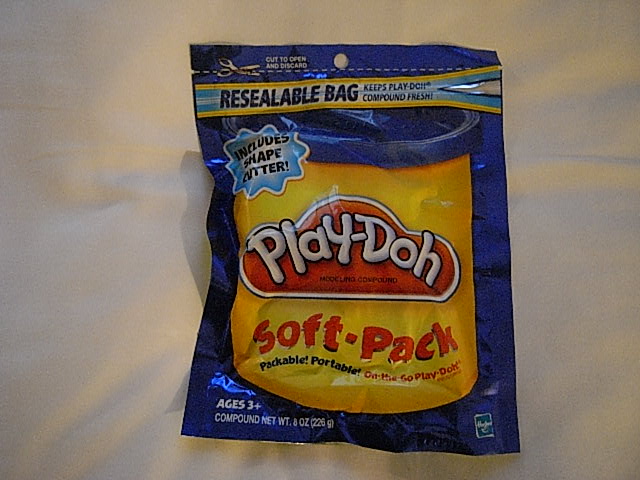 CUT TO OPEN
AND DISCARD
RESEALABLE BAG
KEEPS PLAY-DOH®
COMPOUND FRESH!
INCLUDES
SHAPE
CUTTER!
Play-Doh
MODELING COMPOUND
Soft-Pack
Packable! Portable! On-the-Go Play-Doh!
AGES 3+
COMPOUND NET WT. 8 OZ (226 g)
Hasbro